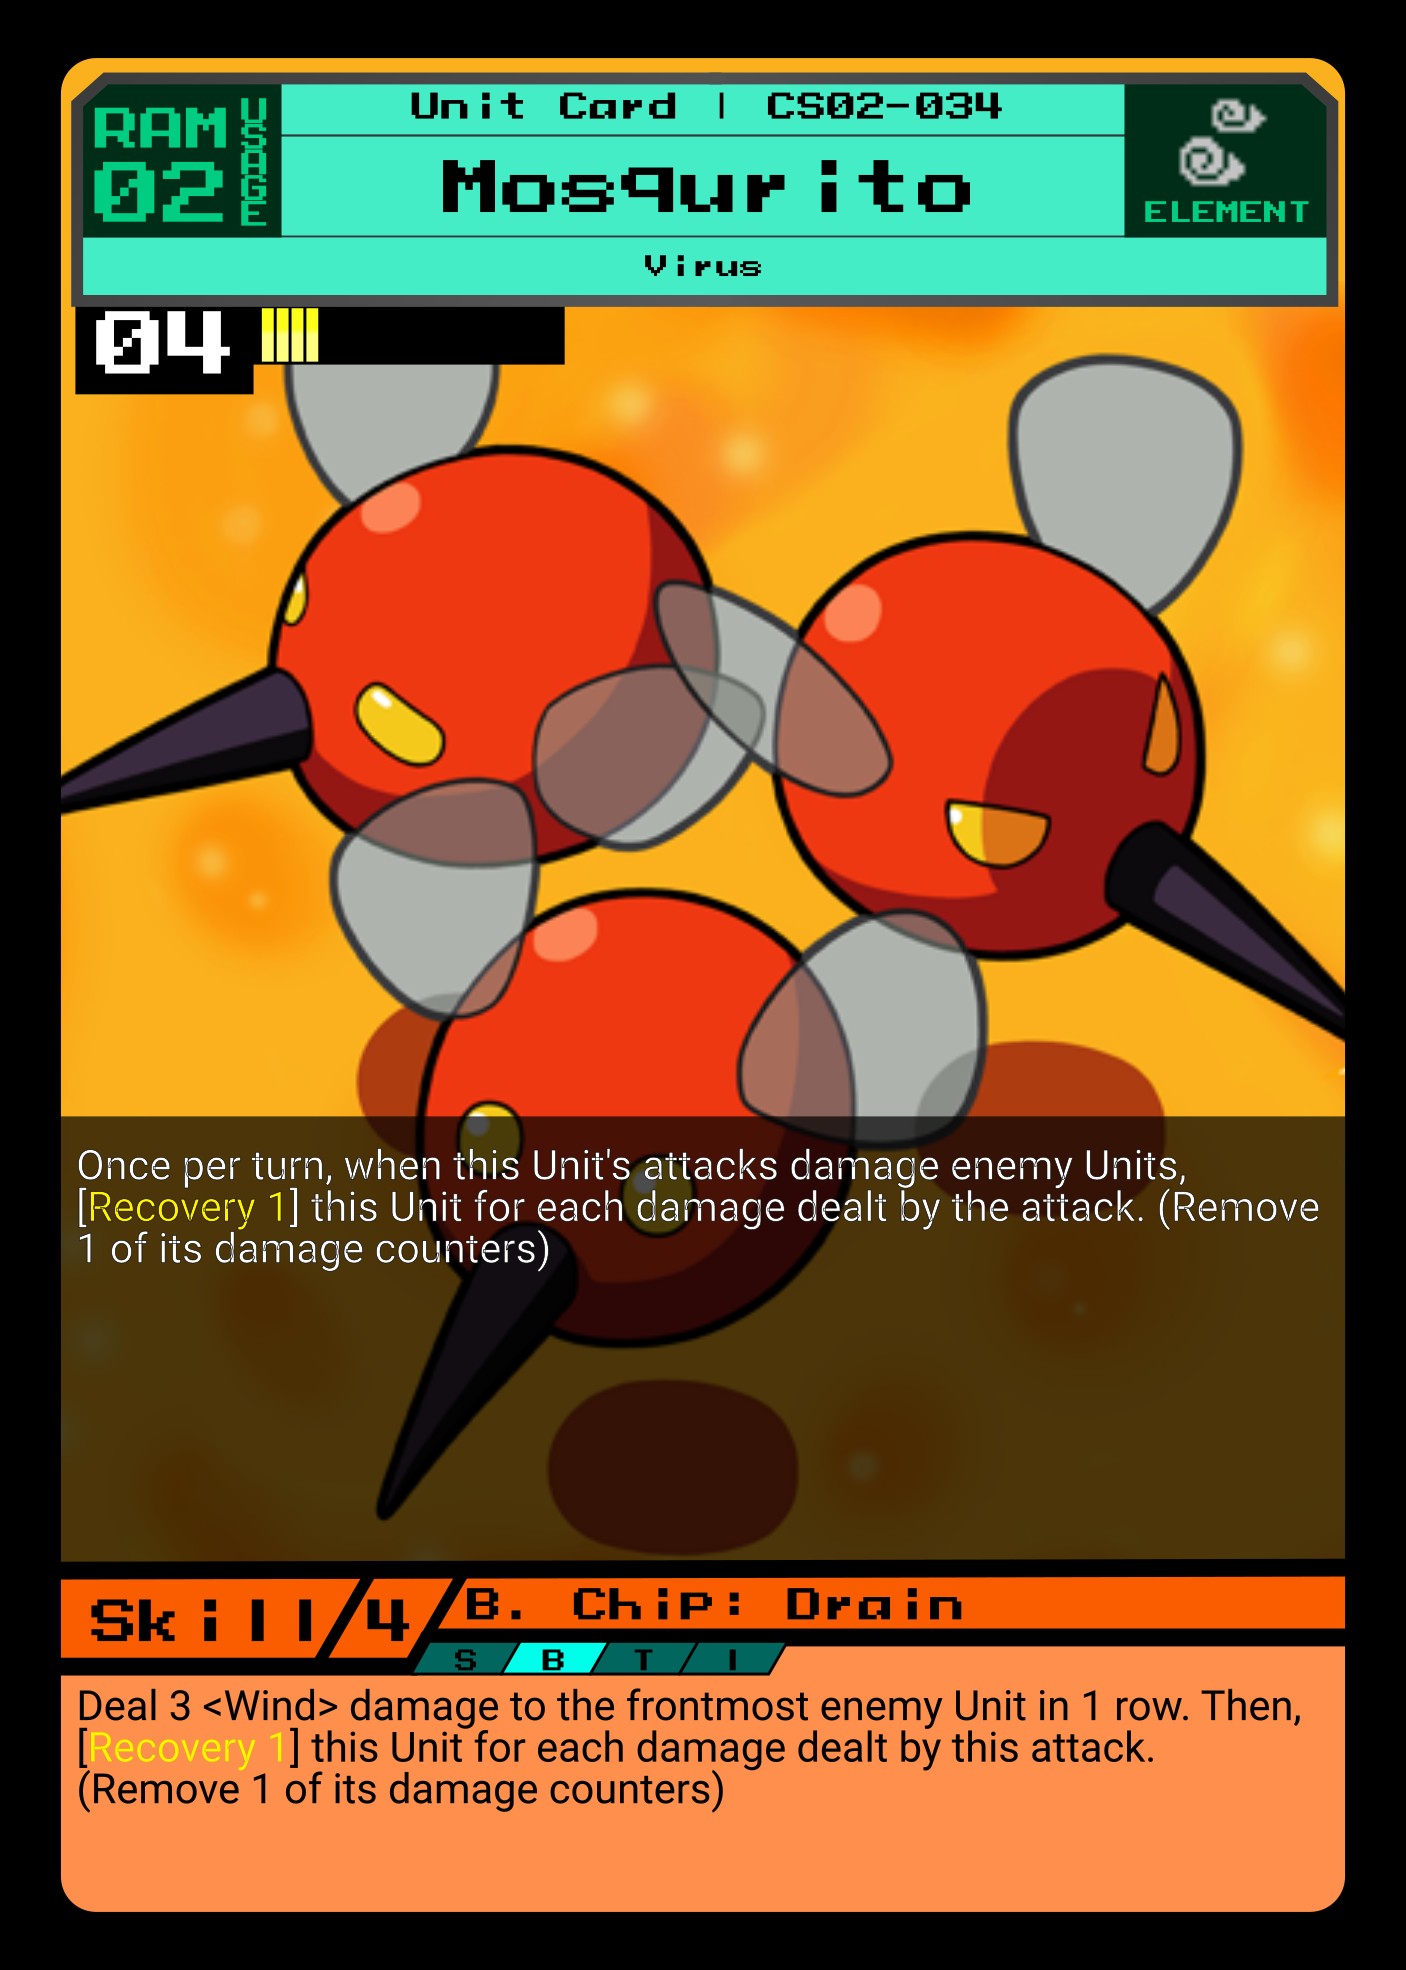 Unit Card | CS02-034
RAM 02
USAGE
Mosqurito
ELEMENT
Virus
04
Once per turn, when this Unit's attacks damage enemy Units,
[Recovery 1] this Unit for each damage dealt by the attack. (Remove
1 of its damage counters)
Skill/4
B. Chip: Drain
S B T I
Deal 3 <Wind> damage to the frontmost enemy Unit in 1 row. Then,
[Recovery 1] this Unit for each damage dealt by this attack.
(Remove 1 of its damage counters)